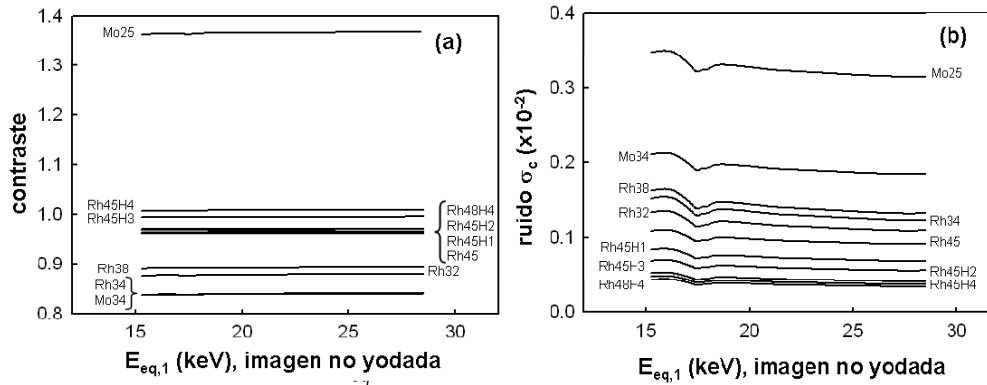 (a)
contraste
1.4
1.3
1.2
1.1
1.0
0.9
0.8
Mo25
Rh45H4
Rh45H3
Rh48H4
Rh45H2
Rh45H1
Rh45
Rh38
Rh32
Rh34
Mo34
15 20 25 30
E_eq,1 (keV), imagen no yodada
(b)
ruido σ_c (x10⁻²)
0.4
0.3
0.2
0.1
0.0
Mo25
Mo34
Rh38
Rh32
Rh34
Rh45
Rh45H1
Rh45H3
Rh45H2
Rh48H4
Rh45H4
15 20 25 30
E_eq,1 (keV), imagen no yodada